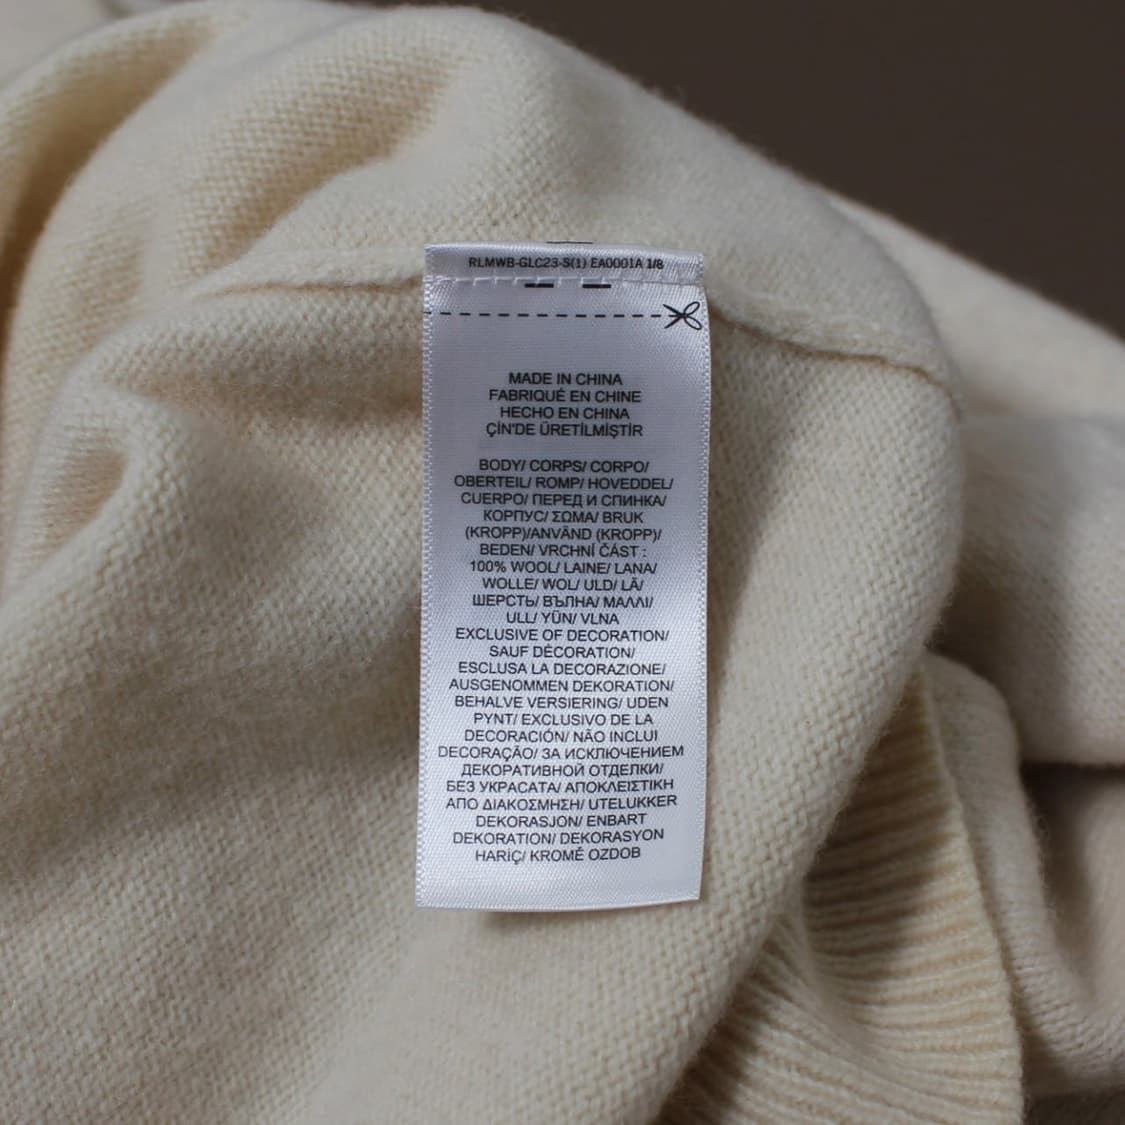 RLMWB-GLC23-S(1) EA0001A 1/8
MADE IN CHINA
FABRIQUÉ EN CHINE
HECHO EN CHINA
ÇİN'DE ÜRETİLMİŞTİR
BODY/ CORPS/ CORPO/
OBERTEIL/ ROMP/ HOVEDDEL/
CUERPO/ ПЕРЕД И СПИНКА/
КОРПУС/ ΣΩΜΑ/ BRUK
(KROPP)/ANVÄND (KROPP)/
BEDEN/ VRCHNÍ ČÁST :
100% WOOL/ LAINE/ LANA/
WOLLE/ WOL/ ULD/ LÃ/
ШЕРСТЬ/ ВЪЛНА/ ΜΑΛΛΙ/
ULL/ YÜN/ VLNA
EXCLUSIVE OF DECORATION/
SAUF DÉCORATION/
ESCLUSA LA DECORAZIONE/
AUSGENOMMEN DEKORATION/
BEHALVE VERSIERING/ UDEN
PYNT/ EXCLUSIVO DE LA
DECORACIÓN/ NÃO INCLUI
DECORAÇÃO/ ЗА ИСКЛЮЧЕНИЕМ
ДЕКОРАТИВНОЙ ОТДЕЛКИ/
БЕЗ УКРАСАТА/ ΑΠΟΚΛΕΙΣΤΙΚΗ
ΑΠΟ ΔΙΑΚΟΣΜΗΣΗ/ UTELUKKER
DEKORASJON/ ENBART
DEKORATION/ DEKORASYON
HARİÇ/ KROMĚ OZDOB